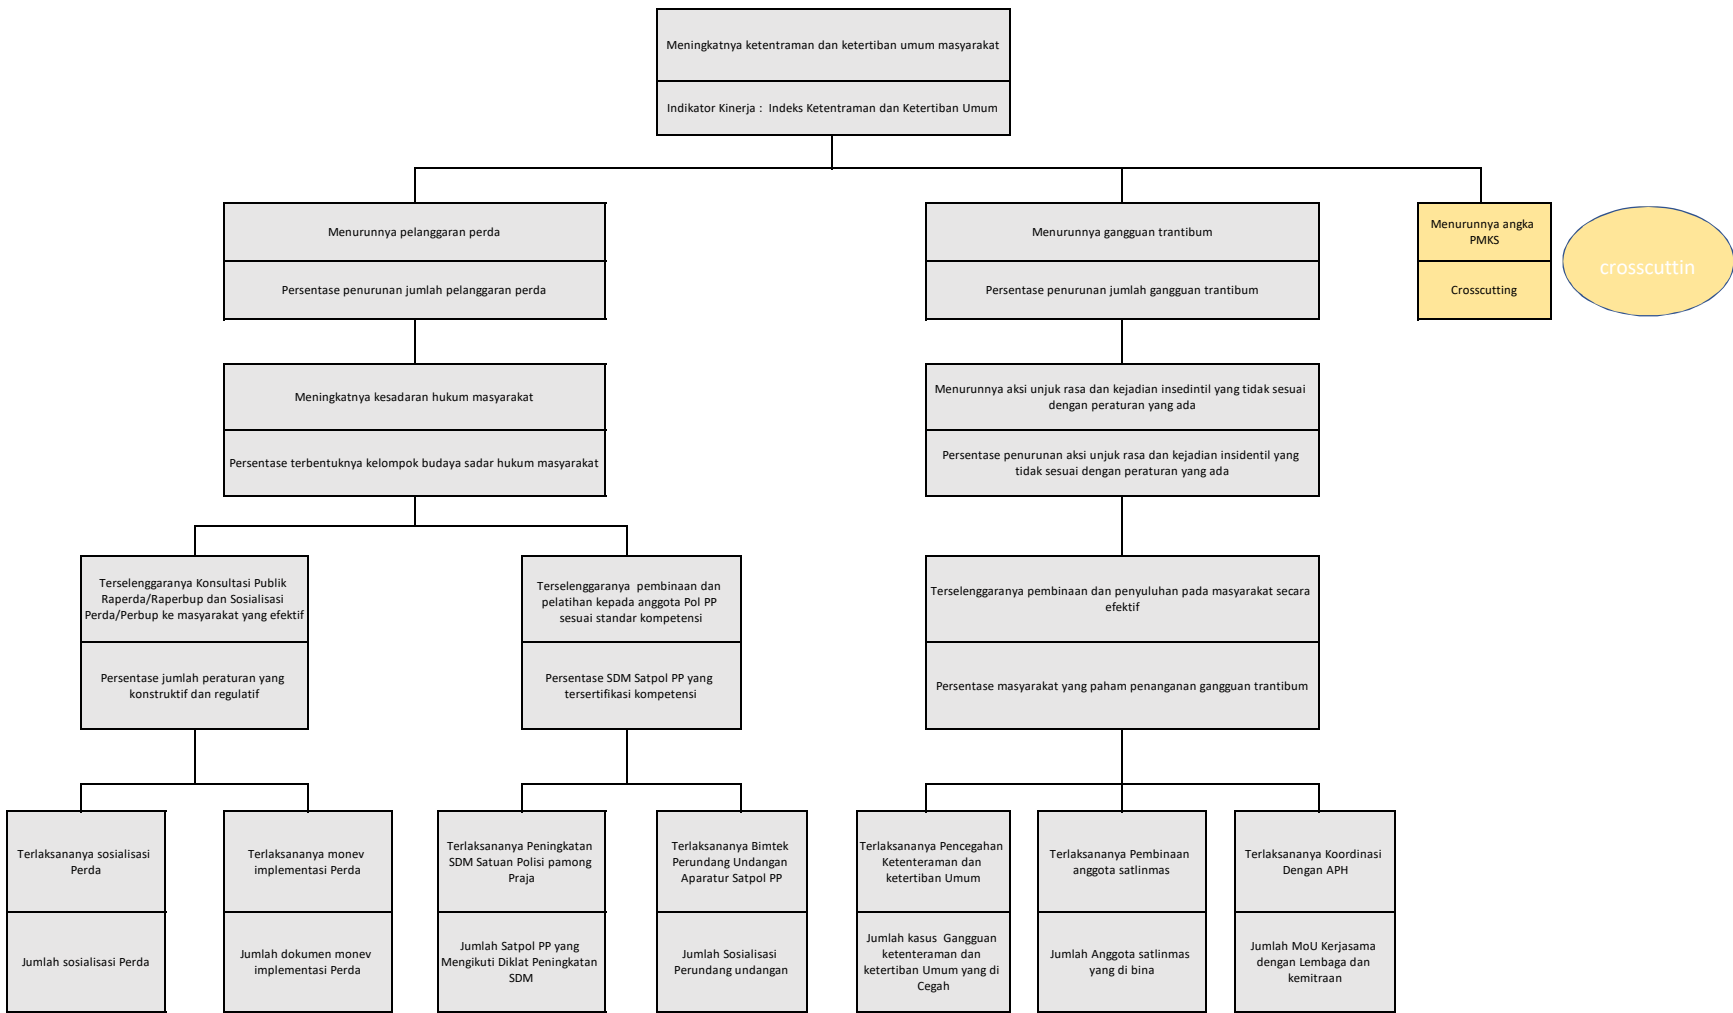 Meningkatnya ketentraman dan ketertiban umum masyarakat
Indikator Kinerja : Indeks Ketentraman dan Ketertiban Umum
Menurunnya pelanggaran perda
Persentase penurunan jumlah pelanggaran perda
Menurunnya gangguan trantibum
Persentase penurunan jumlah gangguan trantibum
Menurunnya angka
PMKS
Crosscutting
crosscuttin
Meningkatnya kesadaran hukum masyarakat
Persentase terbentuknya kelompok budaya sadar hukum masyarakat
Menurunnya aksi unjuk rasa dan kejadian insedintil yang tidak sesuai
dengan peraturan yang ada
Persentase penurunan aksi unjuk rasa dan kejadian insidentil yang
tidak sesuai dengan peraturan yang ada
Terselenggaranya Konsultasi Publik
Raperda/Raperbup dan Sosialisasi
Perda/Perbup ke masyarakat yang efektif
Persentase jumlah peraturan yang
konstruktif dan regulatif
Terselenggaranya pembinaan dan
pelatihan kepada anggota Pol PP
sesuai standar kompetensi
Persentase SDM Satpol PP yang
tersertifikasi kompetensi
Terselenggaranya pembinaan dan penyuluhan pada masyarakat secara
efektif
Persentase masyarakat yang paham penanganan gangguan trantibum
Terlaksananya sosialisasi
Perda
Jumlah sosialisasi Perda
Terlaksananya monev
implementasi Perda
Jumlah dokumen monev
implementasi Perda
Terlaksananya Peningkatan
SDM Satuan Polisi pamong
Praja
Jumlah Satpol PP yang
Mengikuti Diklat Peningkatan
SDM
Terlaksananya Bimtek
Perundang Undangan
Aparatur Satpol PP
Jumlah Sosialisasi
Perundang undangan
Terlaksananya Pencegahan
Ketenteraman dan
ketertiban Umum
Jumlah kasus Gangguan
ketenteraman dan
ketertiban Umum yang di
Cegah
Terlaksananya Pembinaan
anggota satlinmas
Jumlah Anggota satlinmas
yang di bina
Terlaksananya Koordinasi
Dengan APH
Jumlah MoU Kerjasama
dengan Lembaga dan
kemitraan